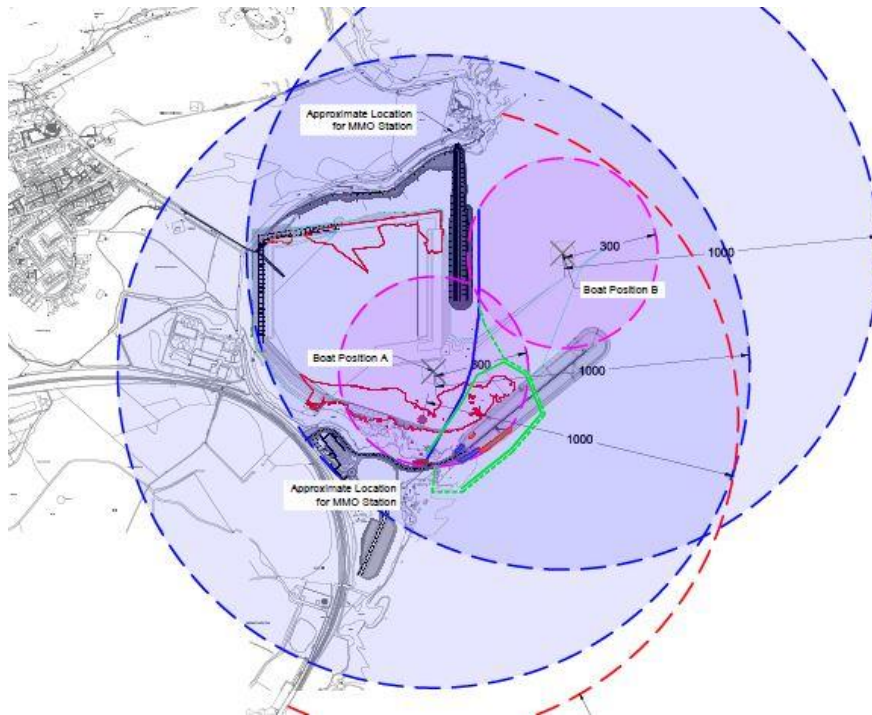 Approximate Location
for MMO Station
300
1000
Boat Position B
Boat Position A
300
1000
1000
Approximate Location
for MMO Station